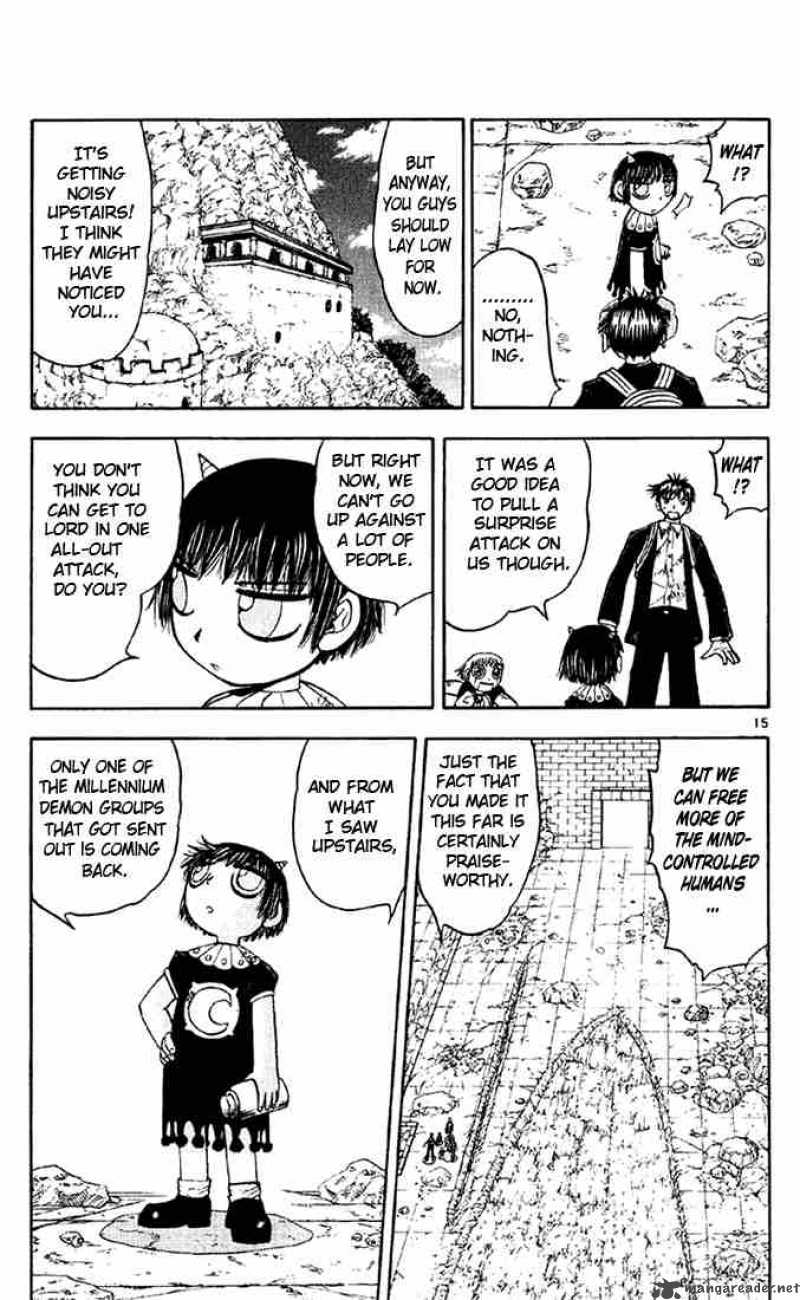 WHAT
!?
.........
NO,
NOTH-
ING.
BUT
ANYWAY,
YOU GUYS
SHOULD
LAY LOW
FOR
NOW.
IT'S
GETTING
NOISY
UPSTAIRS!
I THINK
THEY MIGHT
HAVE
NOTICED
YOU...
WHAT
!?
IT WAS A
GOOD IDEA
TO PULL A
SURPRISE
ATTACK ON
US THOUGH.
BUT RIGHT
NOW, WE
CAN'T GO
UP AGAINST
A LOT OF
PEOPLE.
YOU DON'T
THINK YOU
CAN GET TO
LORD IN ONE
ALL-OUT
ATTACK,
DO YOU?
15
BUT WE
CAN FREE
MORE OF
THE MIND-
CONTROLLED
HUMANS
...
JUST THE
FACT THAT
YOU MADE IT
THIS FAR IS
CERTAINLY
PRAISE-
WORTHY.
AND FROM
WHAT
I SAW
UPSTAIRS,
ONLY ONE OF
THE MILLENNIUM
DEMON GROUPS
THAT GOT SENT
OUT IS COMING
BACK.
mangareader.net